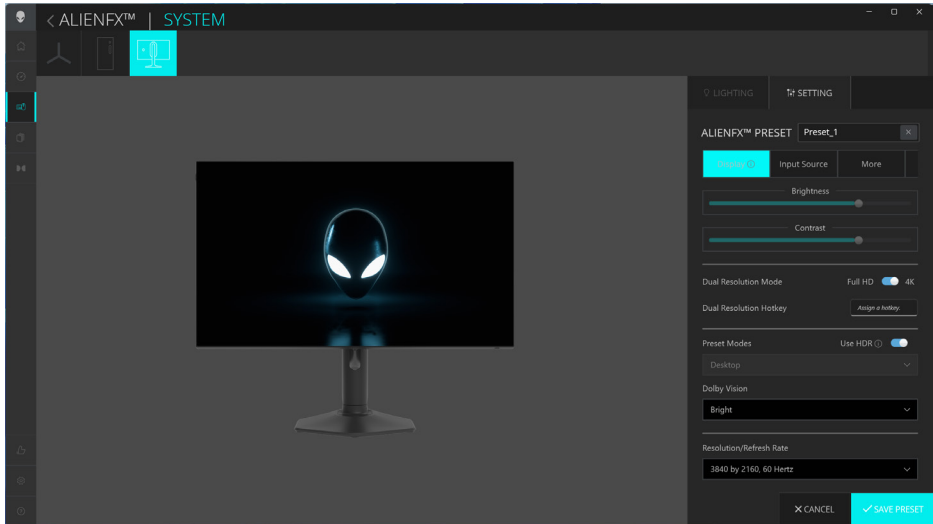 ALIENFX™ | SYSTEM
LIGHTING
SETTING
ALIENFX™ PRESET Preset_1
Display Input Source More
Brightness
Contrast
Dual Resolution Mode Full HD 4K
Dual Resolution Hotkey Assign a hotkey.
Preset Modes Use HDR
Desktop
Dolby Vision
Bright
Resolution/Refresh Rate
3840 by 2160, 60 Hertz
CANCEL SAVE PRESET